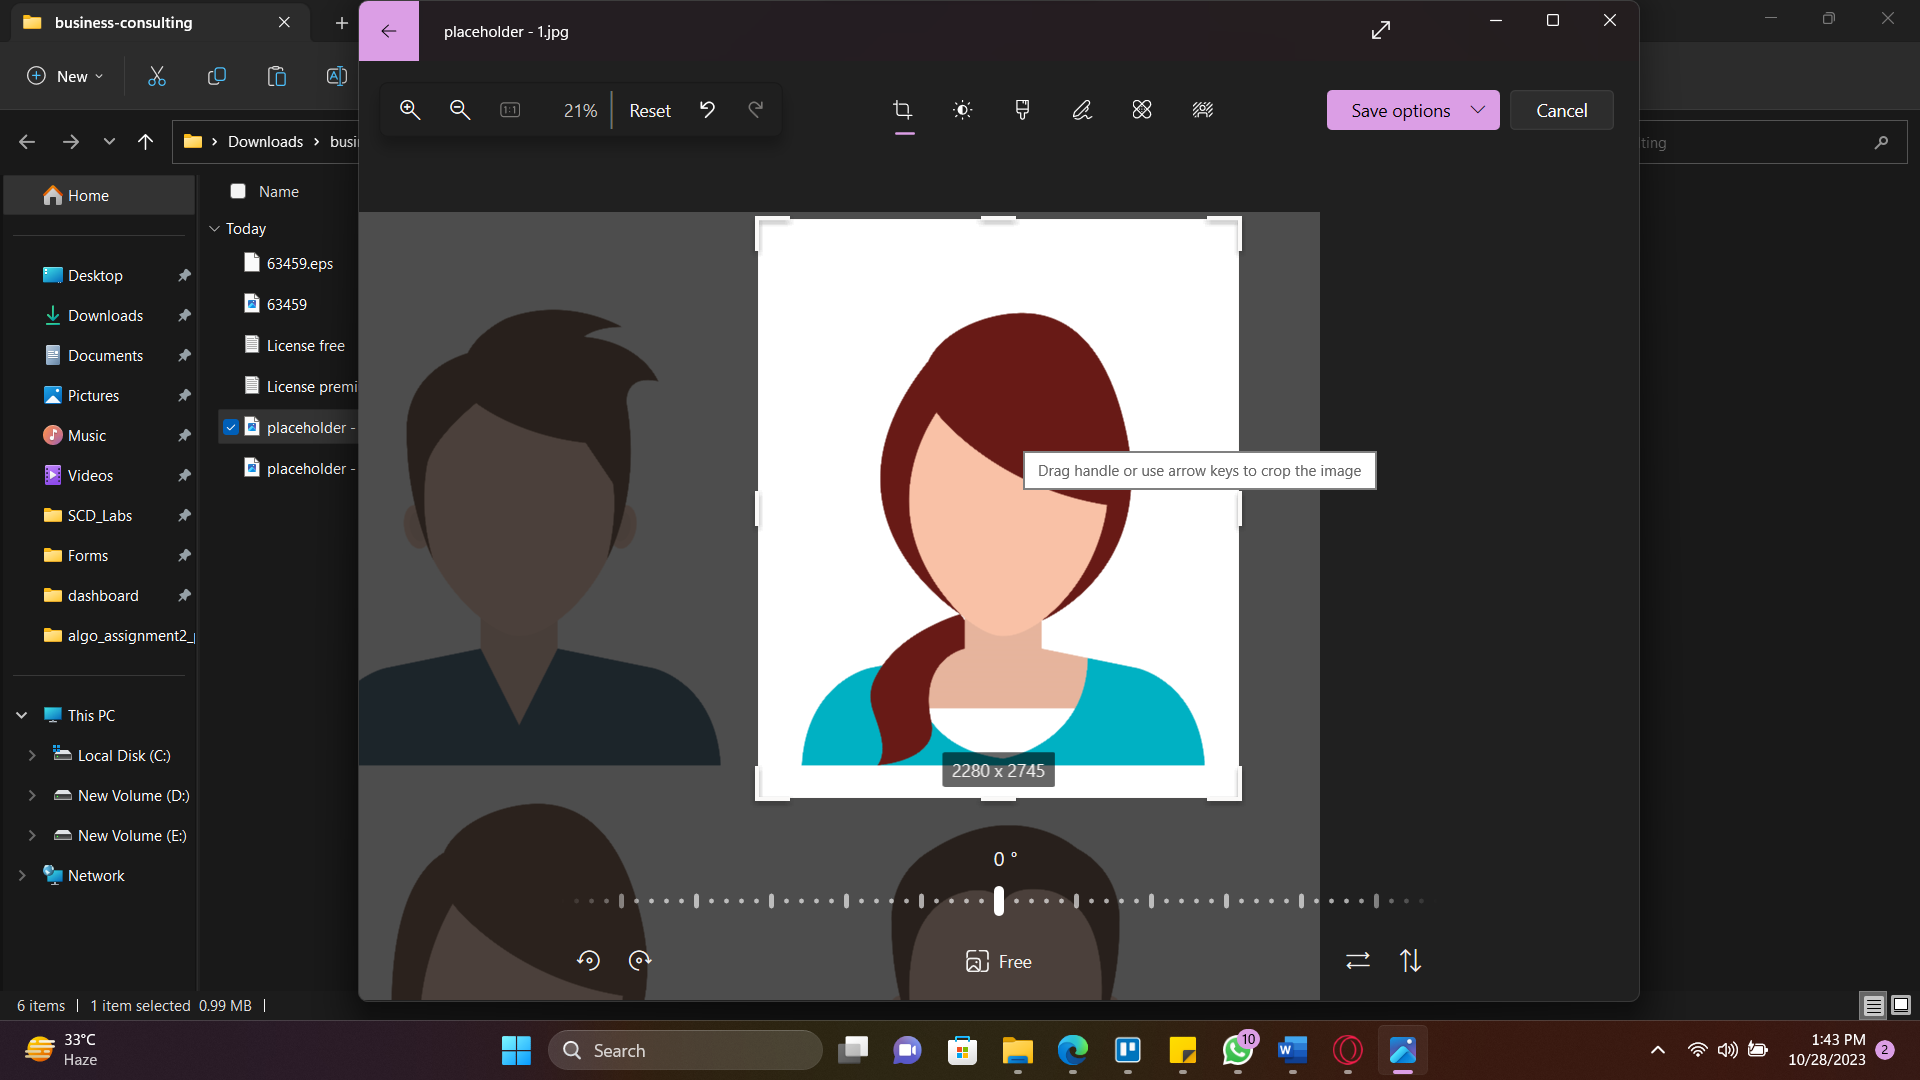 business-consulting
placeholder - 1.jpg
New
21%
Reset
Save options
Cancel
Downloads
busi
ting
Home
Name
Today
63459.eps
Desktop
63459
Downloads
License free
Documents
License premi
Pictures
placeholder -
Music
placeholder -
Videos
Drag handle or use arrow keys to crop the image
SCD_Labs
Forms
dashboard
algo_assignment2_
This PC
Local Disk (C:)
2280 x 2745
New Volume (D:)
New Volume (E:)
0 °
Network
Free
6 items
1 item selected 0.99 MB
33°C
Haze
Search
10
1:43 PM
10/28/2023
2
1:1